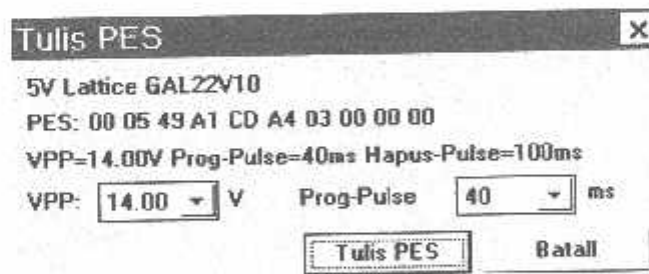 Tulis PES
5V Lattice GAL22V10
PES: 00 05 49 A1 CD A4 03 00 00 00
VPP=14.00V Prog-Pulse=40ms Hapus-Pulse=100ms
VPP: 14.00 V Prog-Pulse 40 ms
Tulis PES Batall